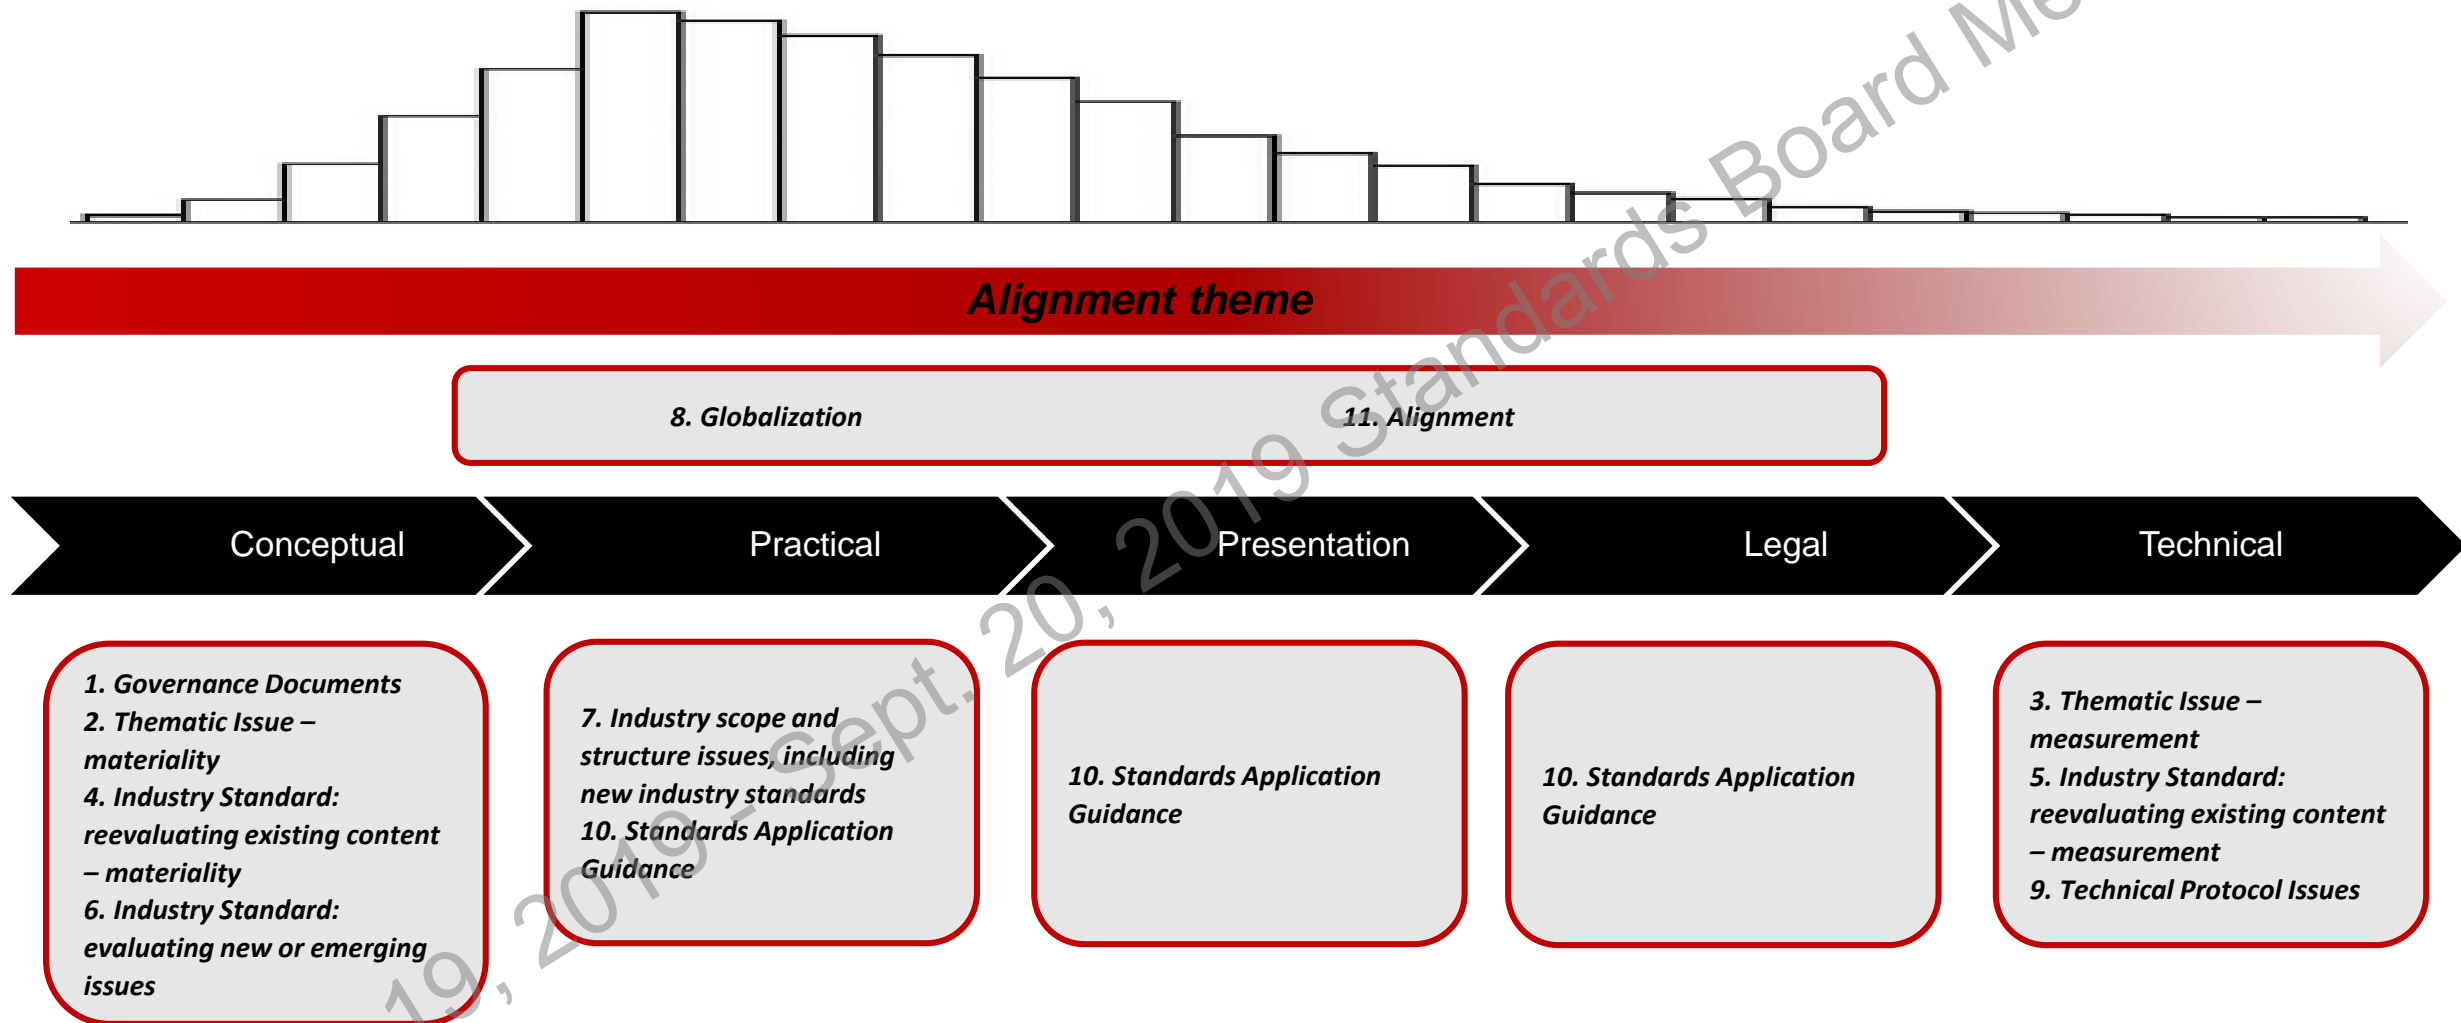 Alignment theme
8. Globalization
11. Alignment
Conceptual
Practical
Presentation
Legal
Technical
1. Governance Documents
2. Thematic Issue –
materiality
4. Industry Standard:
reevaluating existing content
– materiality
6. Industry Standard:
evaluating new or emerging
issues
7. Industry scope and
structure issues, including
new industry standards
10. Standards Application
Guidance
10. Standards Application
Guidance
10. Standards Application
Guidance
3. Thematic Issue –
measurement
5. Industry Standard:
reevaluating existing content
– measurement
9. Technical Protocol Issues
19, 2019 - Sept. 20, 2019 Standards Board